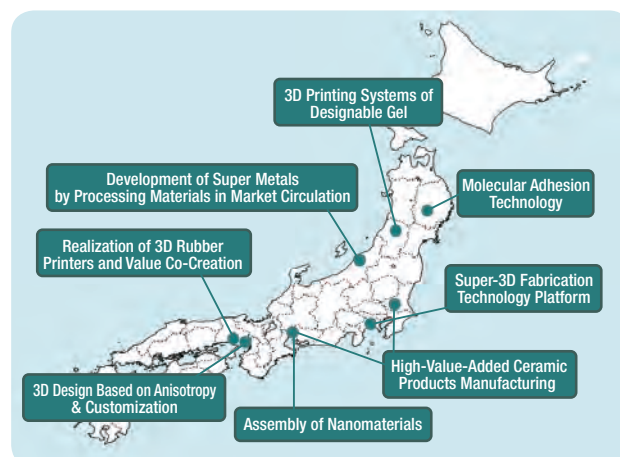 3D Printing Systems of
Designable Gel
Development of Super Metals
by Processing Materials in Market Circulation
Molecular Adhesion
Technology
Realization of 3D Rubber
Printers and Value Co-Creation
Super-3D Fabrication
Technology Platform
High-Value-Added Ceramic
Products Manufacturing
3D Design Based on Anisotropy
& Customization
Assembly of Nanomaterials